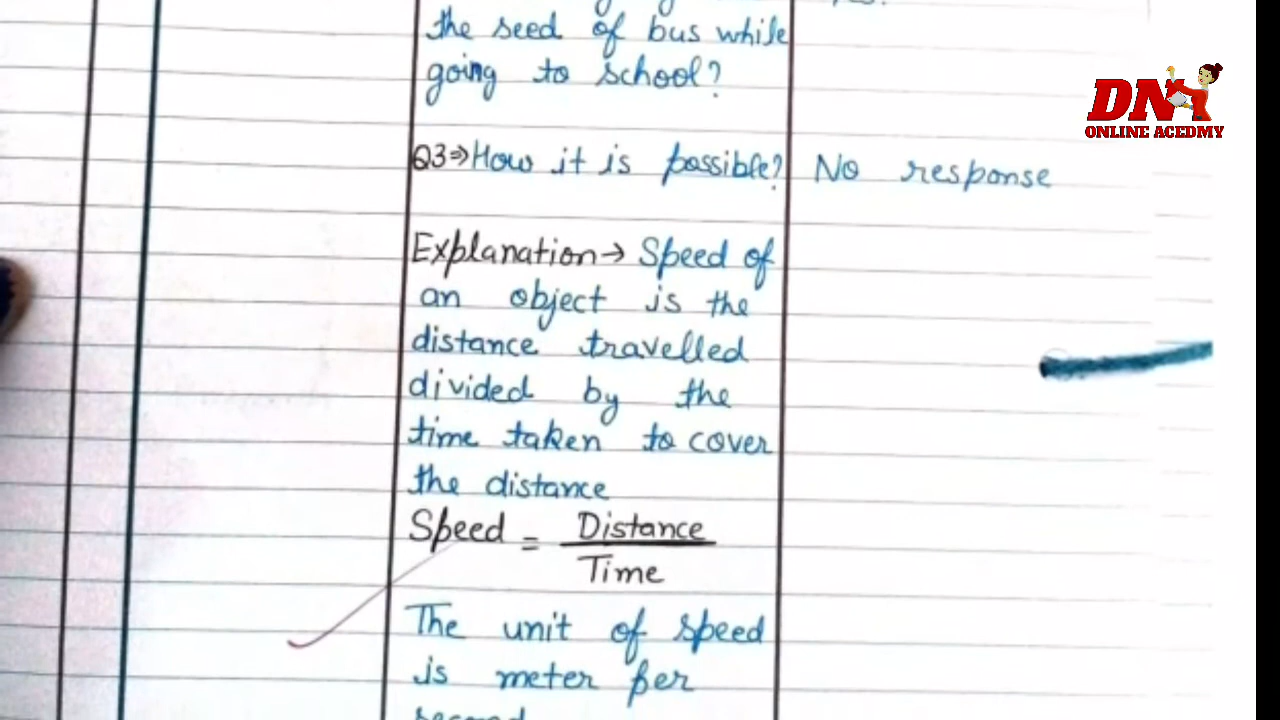 the seed of bus while
going to school?
Q3⇒How it is possible? No response
Explanation→ Speed of
an object is the
distance travelled
divided by the
time taken to cover
the distance
Speed = Distance
Time
The unit of speed
is meter per
second
DN
ONLINE ACEDMY